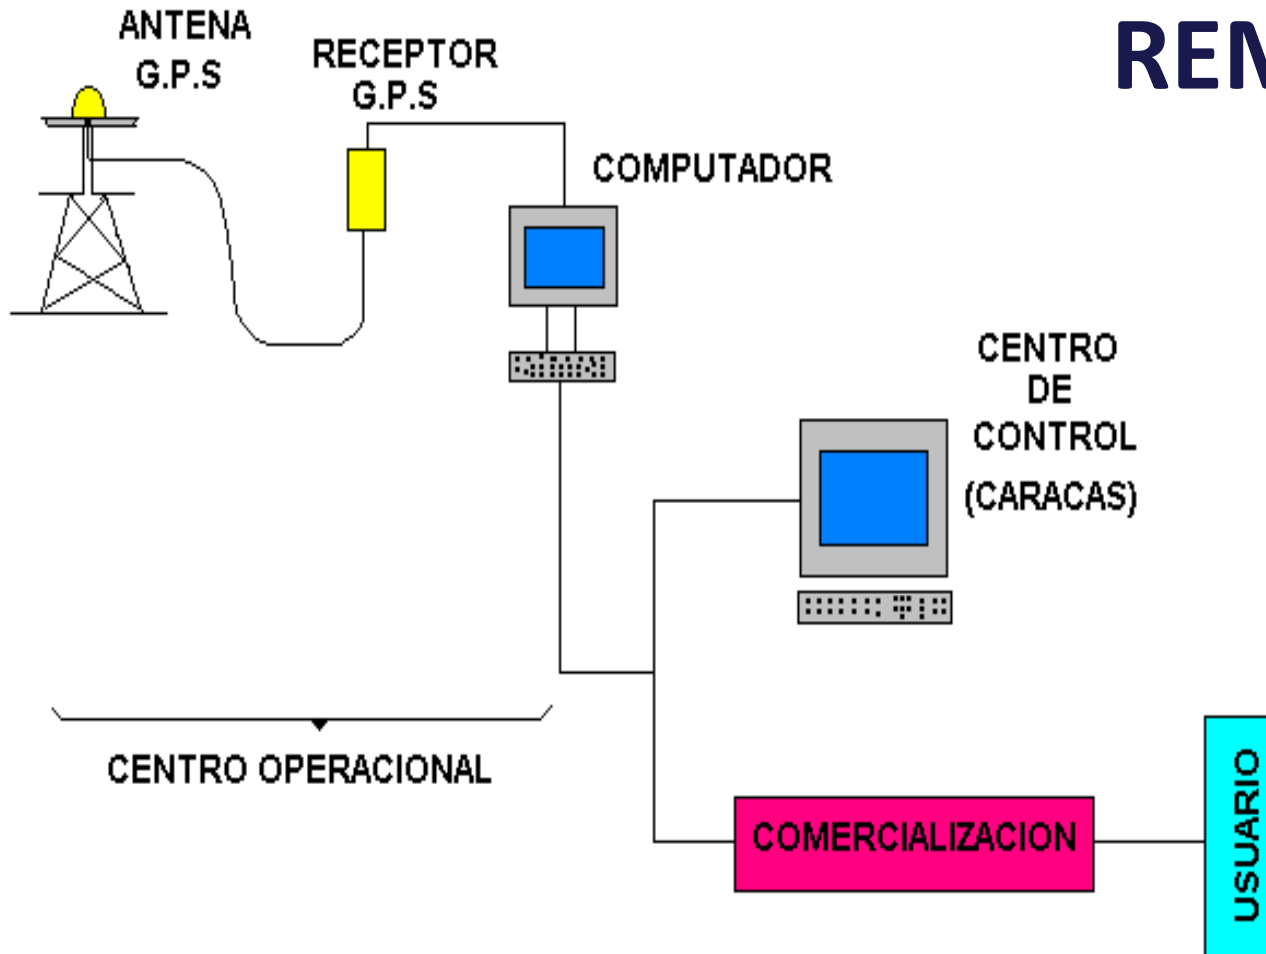 ANTENA
G.P.S
RECEPTOR
G.P.S
COMPUTADOR
CENTRO
DE
CONTROL
(CARACAS)
CENTRO OPERACIONAL
COMERCIALIZACION
USUARIO